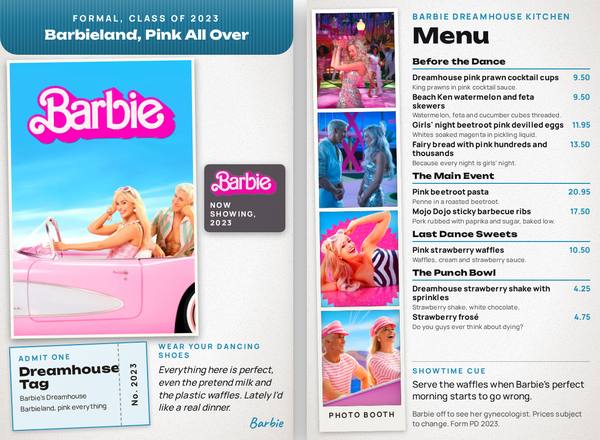 FORMAL, CLASS OF 2023
Barbieland, Pink All Over
Barbie
Barbie
NOW
SHOWING,
2023
ADMIT ONE
Dreamhouse
Tag
Barbie's Dreamhouse
Barbieland, pink everything
No. 2023
WEAR YOUR DANCING
SHOES
Everything here is perfect,
even the pretend milk and
the plastic waffles. Lately I'd
like a real dinner.
Barbie
PHOTO BOOTH
BARBIE DREAMHOUSE KITCHEN
Menu
Before the Dance
Dreamhouse pink prawn cocktail cups 9.50
King prawns in pink cocktail sauce.
Beach Ken watermelon and feta 9.50
skewers
Watermelon, feta and cucumber cubes threaded.
Girls' night beetroot pink devilled eggs 11.95
Whites soaked magenta in pickling liquid.
Fairy bread with pink hundreds and 13.50
thousands
Because every night is girls' night.
The Main Event
Pink beetroot pasta 20.95
Penne in a roasted beetroot.
Mojo Dojo sticky barbecue ribs 17.50
Pork rubbed with paprika and sugar, baked low.
Last Dance Sweets
Pink strawberry waffles 10.50
Waffles, cream and strawberry sauce.
The Punch Bowl
Dreamhouse strawberry shake with 4.25
sprinkles
Strawberry shake, white chocolate,
Strawberry frosé 4.75
Do you guys ever think about dying?
SHOWTIME CUE
Serve the waffles when Barbie's perfect
morning starts to go wrong.
Barbie off to see her gynecologist. Prices subject
to change. Form PD 2023.